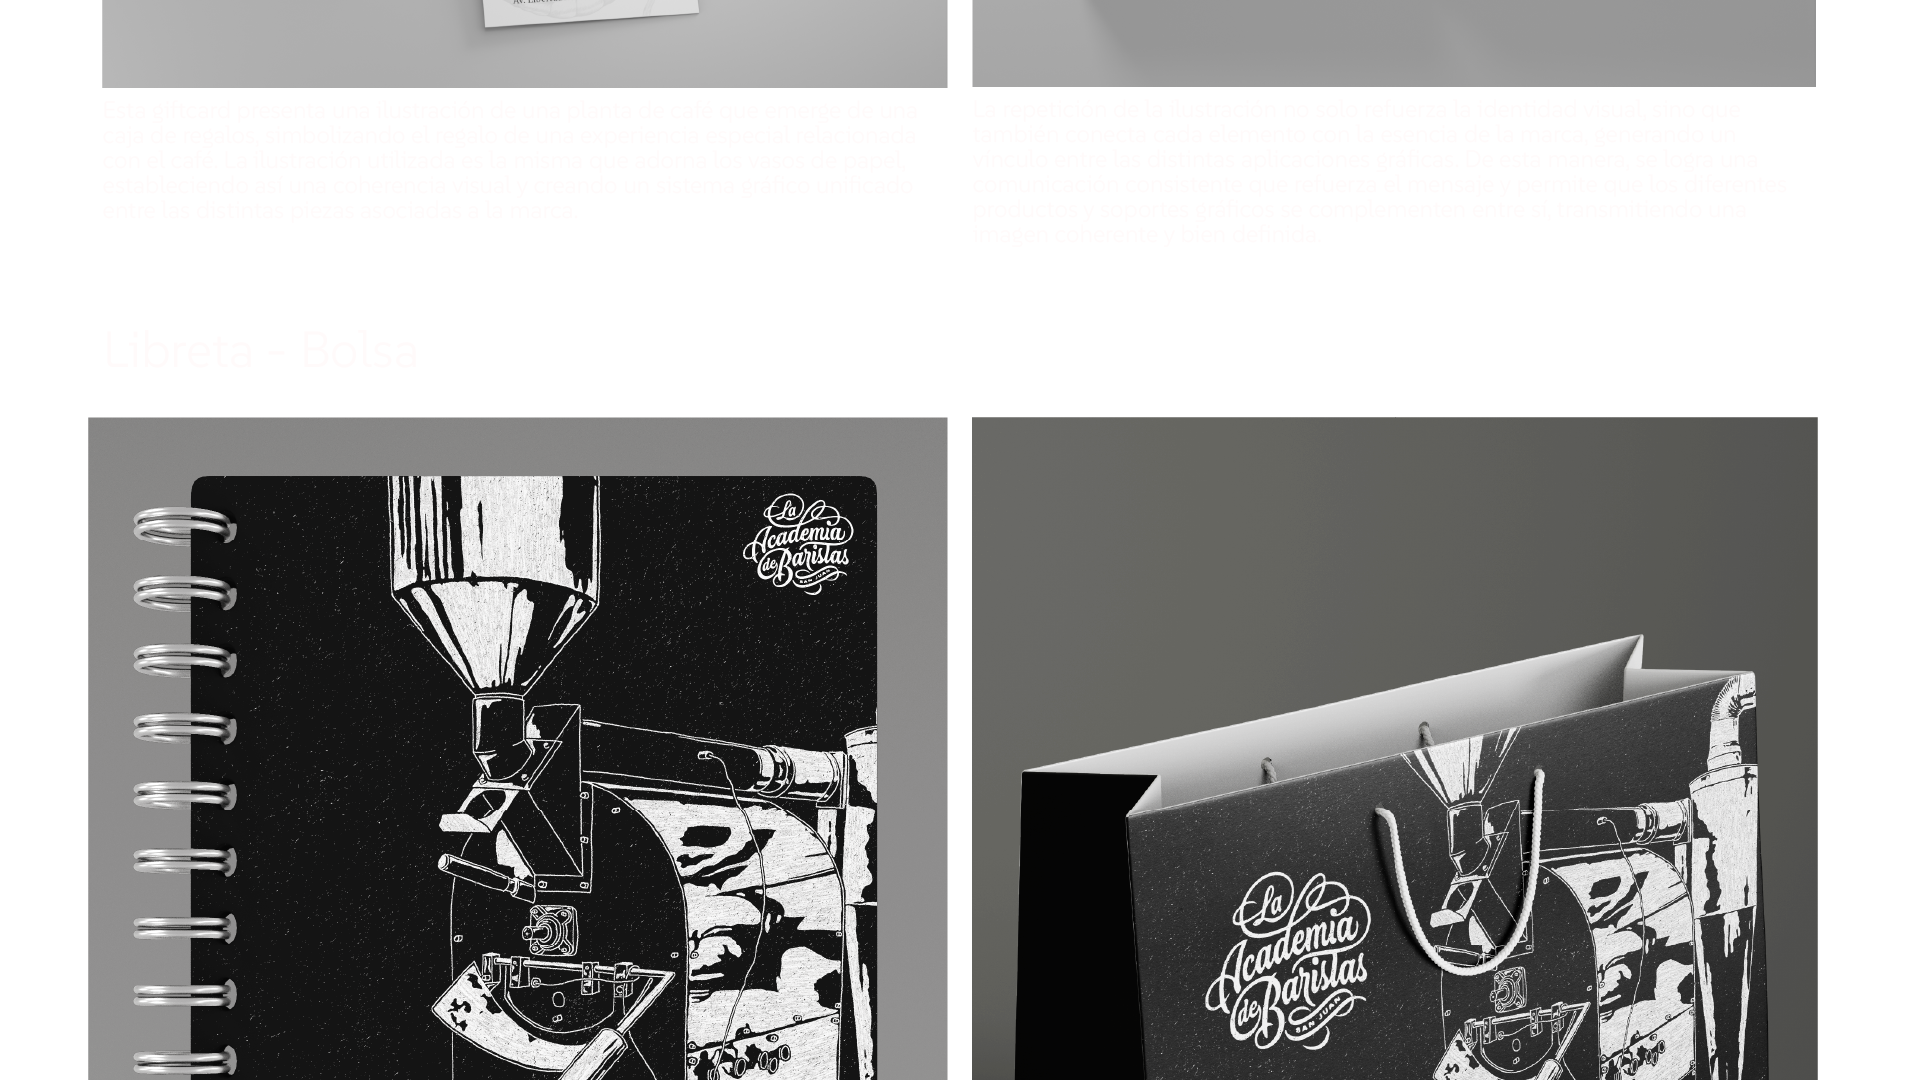 Av. Libertad
Esta giftcard presenta una ilustración de una planta de café que emerge de una
caja de regalos, simbolizando el regalo de una experiencia especial relacionada
con el café. La ilustración utilizada es la misma que adorna los vasos de papel
estableciendo así una coherencia visual y creando un sistema gráfico unificado
entre las distintas piezas asociadas a la marca.
La repetición de la ilustración no solo refuerza la identidad visual, sino que
también conecta cada elemento con la esencia de la marca, generando un
vínculo entre las distintas aplicaciones gráficas. De esta manera, se logra una
comunicación consistente que refuerza el mensaje y permite que los diferentes
productos y soportes gráficos se complementen entre sí, transmitiendo una
imagen coherente y bien definida.
Libreta - Bolsa
La
Academia
de Baristas
SAN JUAN
La
Academia
de Baristas
SAN JUAN